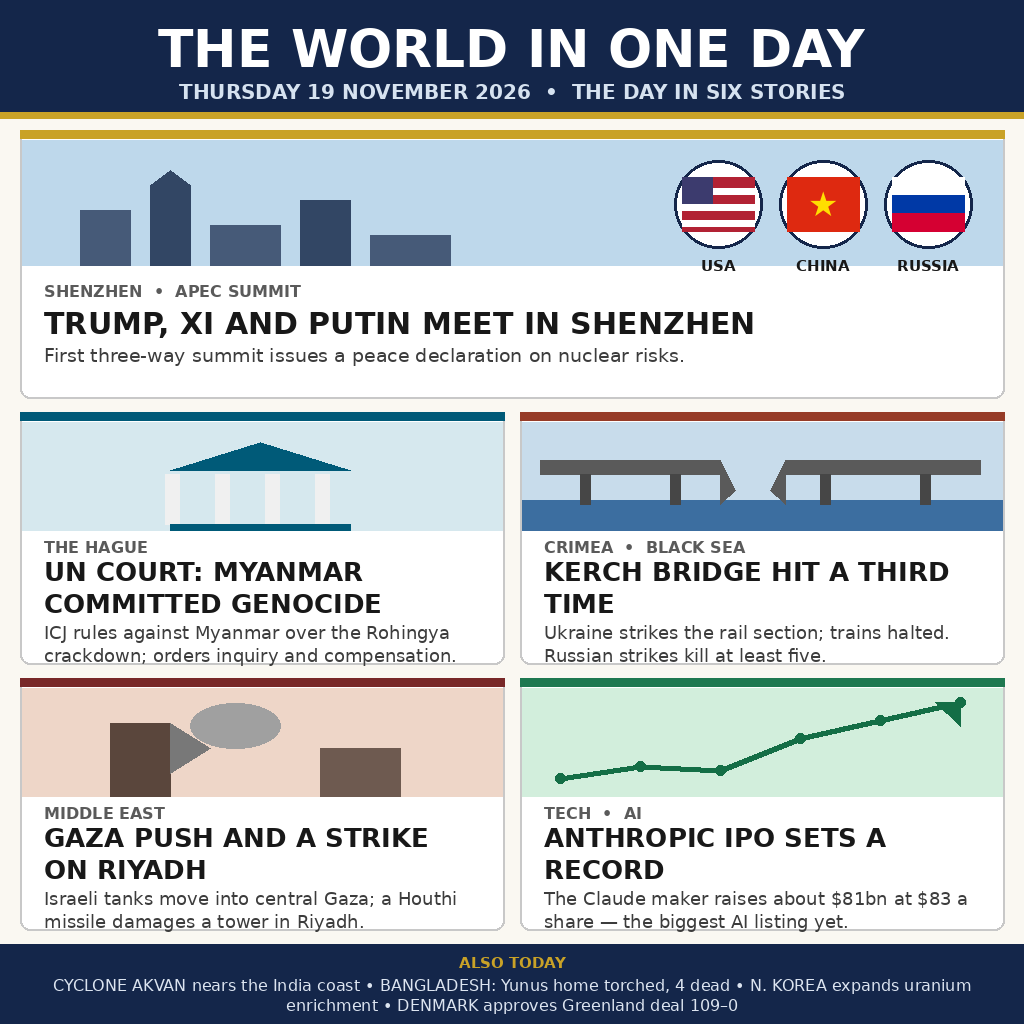 THE WORLD IN ONE DAY
THURSDAY 19 NOVEMBER 2026 • THE DAY IN SIX STORIES
USA
CHINA
RUSSIA
SHENZHEN • APEC SUMMIT
TRUMP, XI AND PUTIN MEET IN SHENZHEN
First three-way summit issues a peace declaration on nuclear risks.
THE HAGUE
UN COURT: MYANMAR
COMMITTED GENOCIDE
ICJ rules against Myanmar over the Rohingya
crackdown; orders inquiry and compensation.
CRIMEA • BLACK SEA
KERCH BRIDGE HIT A THIRD
TIME
Ukraine strikes the rail section; trains halted.
Russian strikes kill at least five.
MIDDLE EAST
GAZA PUSH AND A STRIKE
ON RIYADH
Israeli tanks move into central Gaza; a Houthi
missile damages a tower in Riyadh.
TECH • AI
ANTHROPIC IPO SETS A
RECORD
The Claude maker raises about $81bn at $83 a
share — the biggest AI listing yet.
ALSO TODAY
CYCLONE AKVAN nears the India coast • BANGLADESH: Yunus home torched, 4 dead • N. KOREA expands uranium
enrichment • DENMARK approves Greenland deal 109–0